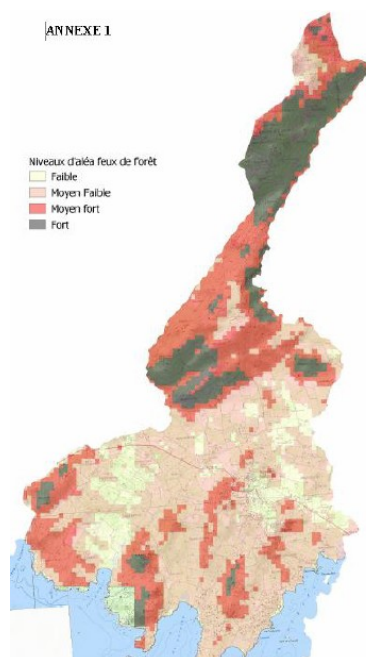 ANNEXE 1
Niveaux d'aléa feux de forêt
Faible
Moyen Faible
Moyen fort
Fort